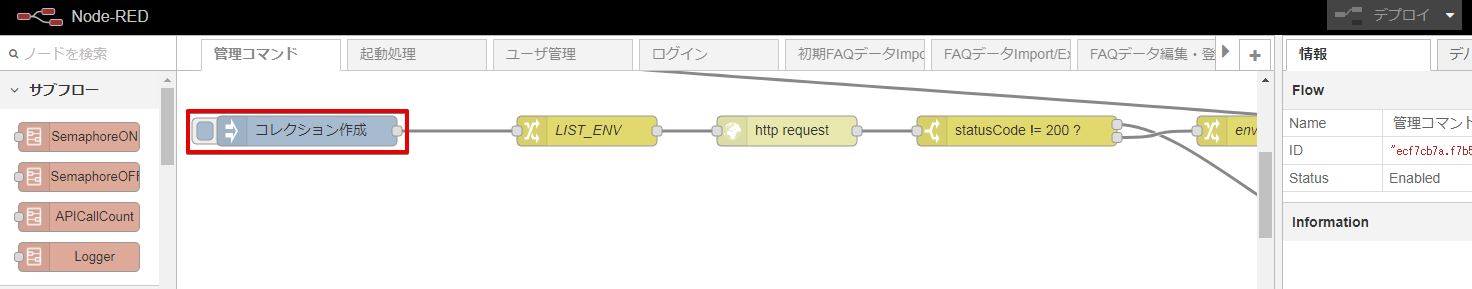 Node-RED
デプロイ
ノードを検索
管理コマンド
起動処理
ユーザ管理
ログイン
初期FAQデータImpo
FAQデータImport/Ex
FAQデータ編集・登
情報
デバ
サブフロー
SemaphoreON
SemaphoreOFF
APICallCount
Logger
コレクション作成
LIST_ENV
http request
statusCode != 200 ?
env
Flow
Name
管理コマンド
ID
"ecf7cb7a.f7b5
Status
Enabled
Information